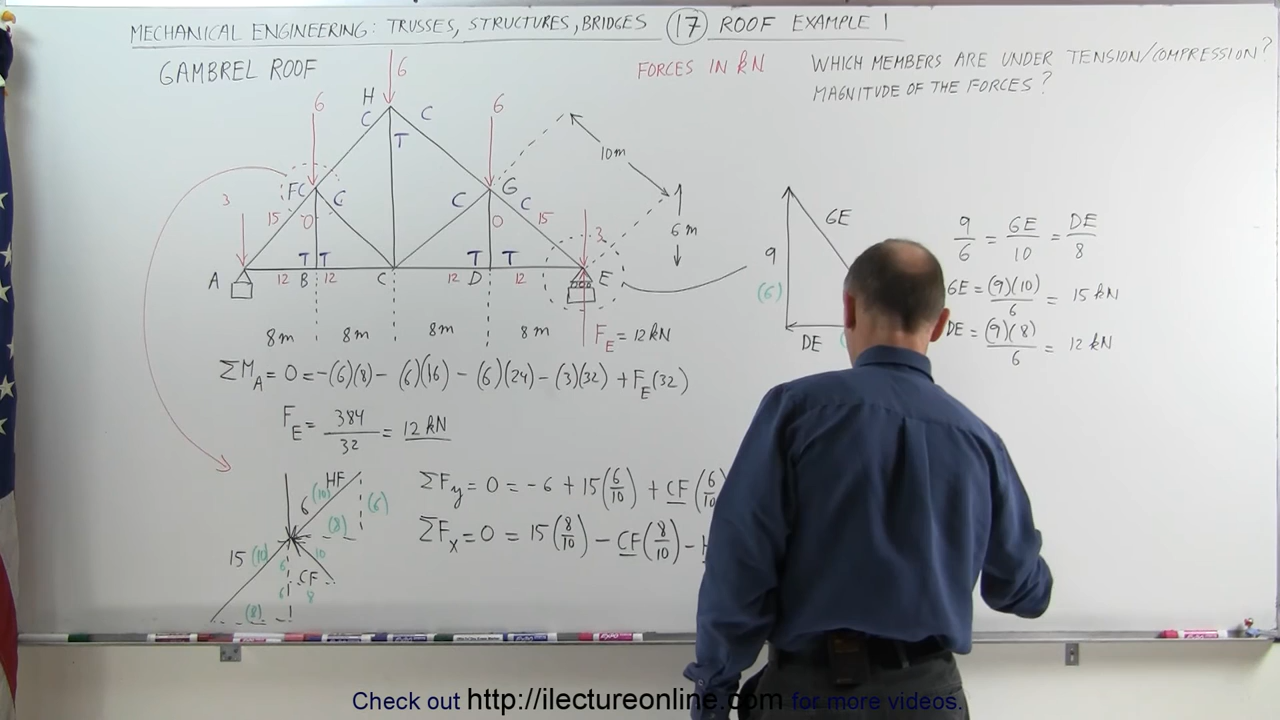 MECHANICAL ENGINEERING: TRUSSES, STRUCTURES, BRIDGES 17 ROOF EXAMPLE 1
GAMBREL ROOF
FORCES IN kN
WHICH MEMBERS ARE UNDER TENSION/COMPRESSION?
MAGNITUDE OF THE FORCES?
6
H
6
C C
6
T
10m
F C C
C G C
3
15 0
0 15
3
6m
T T
T T
A 12 B 12 C 12 D 12 E
8m 8m 8m 8m
F_E = 12 kN
ΣM_A = 0 = -(6)(8) - (6)(16) - (6)(24) - (3)(32) + F_E(32)
F_E = 384/32 = 12 kN
HF
6 (10) (6)
(8)
15 (10) 6 10
6 CF
8
(8)
ΣF_y = 0 = -6 + 15(6/10) + CF(6/10
ΣF_x = 0 = 15(8/10) - CF(8/10) -
GE
9
(6)
DE
9/6 = GE/10 = DE/8
GE = (9)(10)/6 = 15 kN
DE = (9)(8)/6 = 12 kN
Check out http://ilectureonline.com for more videos.